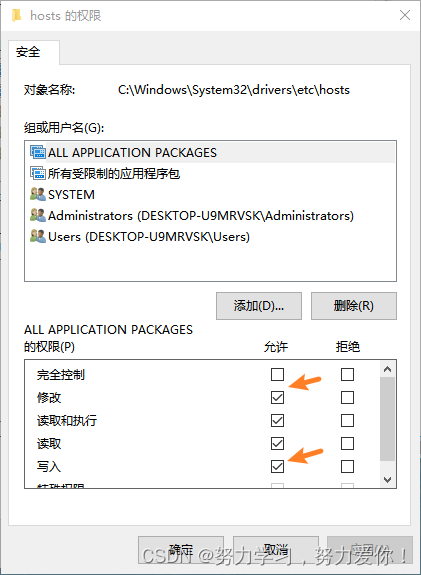 hosts 的权限
安全
对象名称: C:\Windows\System32\drivers\etc\hosts
组或用户名(G):
ALL APPLICATION PACKAGES
所有受限制的应用程序包
SYSTEM
Administrators (DESKTOP-U9MRVSK\Administrators)
Users (DESKTOP-U9MRVSK\Users)
添加(D)... 删除(R)
ALL APPLICATION PACKAGES
的权限(P) 允许 拒绝
完全控制
修改
读取和执行
读取
写入
特殊权限
确定 取消
CSDN @努力学习，努力爱你！